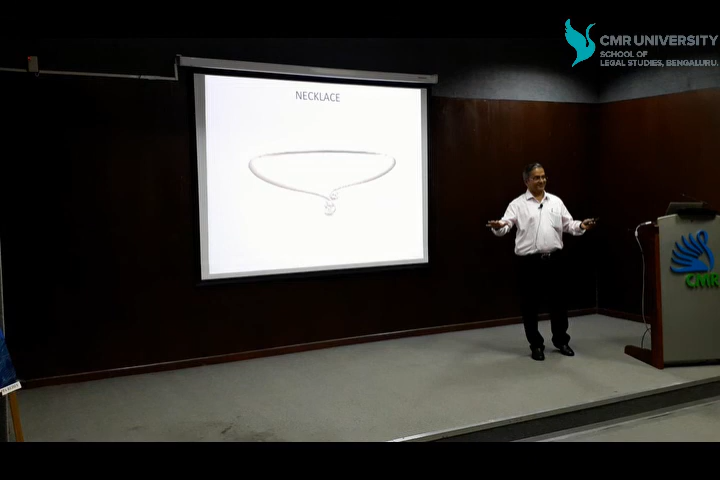 CMR UNIVERSITY
SCHOOL OF
LEGAL STUDIES, BENGALURU.
NECKLACE
CMR